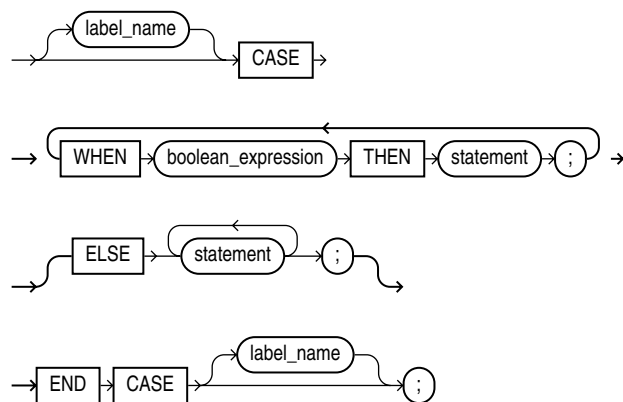 label_name
CASE
WHEN boolean_expression THEN statement ;
ELSE statement ;
label_name
END CASE ;